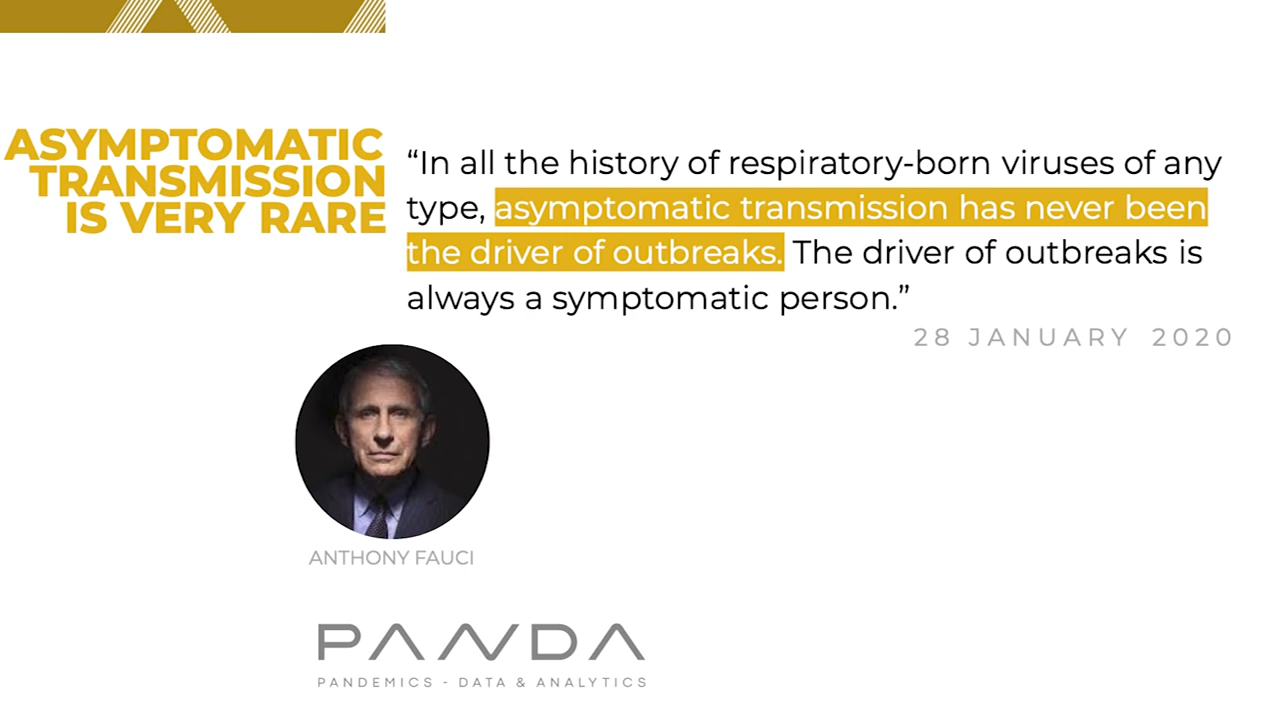 ASYMPTOMATIC
TRANSMISSION
IS VERY RARE
“In all the history of respiratory-born viruses of any
type, asymptomatic transmission has never been
the driver of outbreaks. The driver of outbreaks is
always a symptomatic person.”
28 JANUARY 2020
ANTHONY FAUCI
PANDA
PANDEMICS - DATA & ANALYTICS